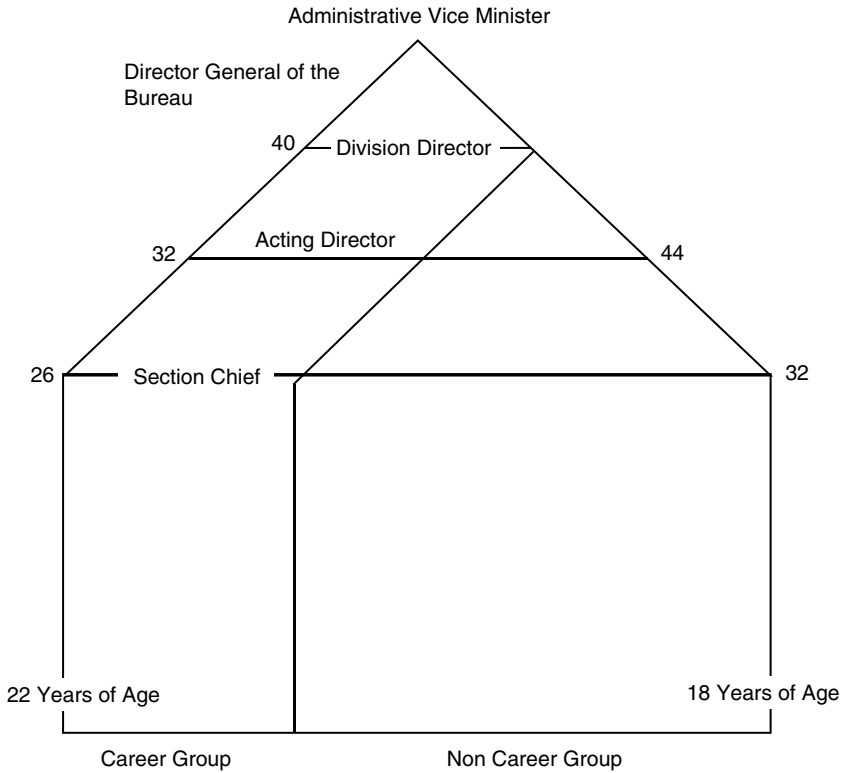 Administrative Vice Minister
Director General of the
Bureau
40
Division Director
Acting Director
32
44
26
Section Chief
32
22 Years of Age
18 Years of Age
Career Group
Non Career Group